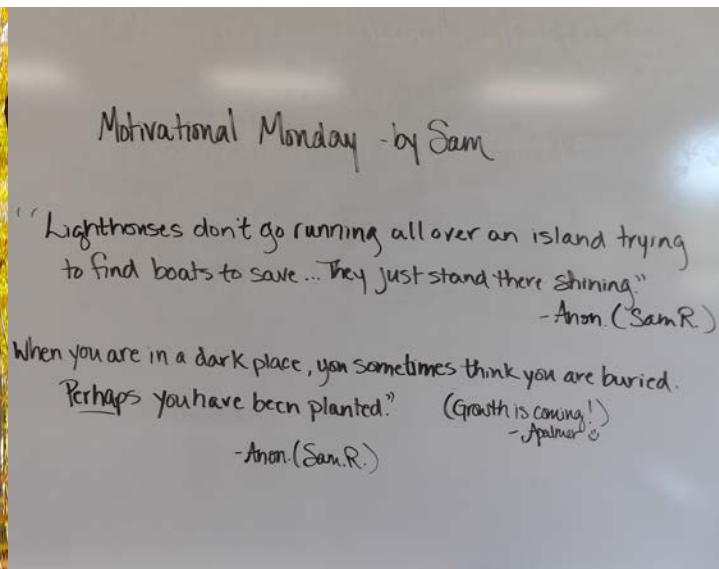 Motivational Monday - by Sam
"Lighthouses don't go running all over an island trying
to find boats to save... They just stand there shining."
- Anon. (Sam R.)
When you are in a dark place, you sometimes think you are buried.
Perhaps you have been planted." (Growth is coming!)
- Apalmer ☺
- Anon. (Sam. R.)